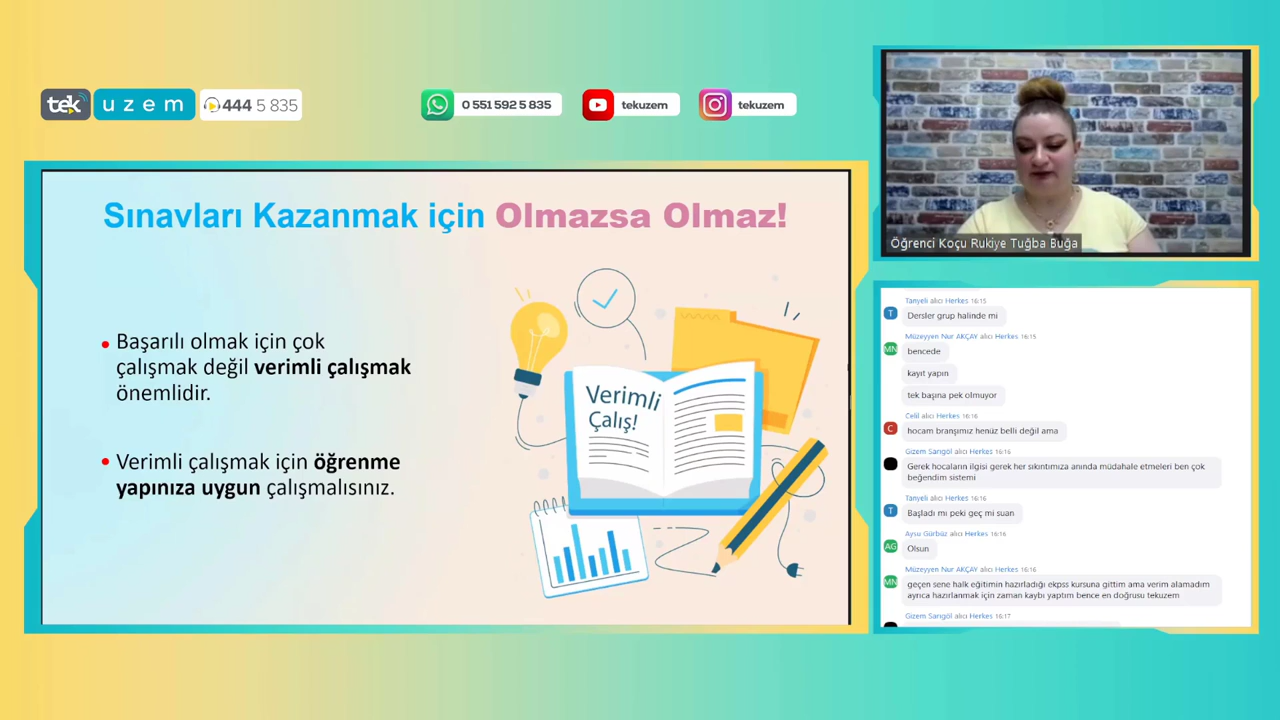 tek uzem 444 5 835
0 551 592 5 835
tekuzem
tekuzem
Sınavları Kazanmak için Olmazsa Olmaz!
Başarılı olmak için çok
çalışmak değil verimli çalışmak
önemlidir.
Verimli çalışmak için öğrenme
yapınıza uygun çalışmalısınız.
Verimli
Çalış!
Öğrenci Koçu Rukiye Tuğba Buğa
Tanyeli alıcı Herkes 16:15
T
Dersler grup halinde mi
Müzeyyen Nur AKÇAY alıcı Herkes 16:15
MN
bencede
kayıt yapın
tek başına pek olmuyor
Celil alıcı Herkes 16:16
C
hocam branşımız henüz belli değil ama
Gizem Sarıgöl alıcı Herkes 16:16
Gerek hocaların ilgisi gerek her sıkıntımıza anında müdahale etmeleri ben çok
beğendim sistemi
Tanyeli alıcı Herkes 16:16
T
Başladı mı peki geç mi suan
Aysu Gürbüz alıcı Herkes 16:16
AG
Olsun
Müzeyyen Nur AKÇAY alıcı Herkes 16:16
MN
geçen sene halk eğitimin hazırladığı ekpss kursuna gittim ama verim alamadım
ayrıca hazırlanmak için zaman kaybı yaptım bence en doğrusu tekuzem
Gizem Sarıgöl alıcı Herkes 16:17